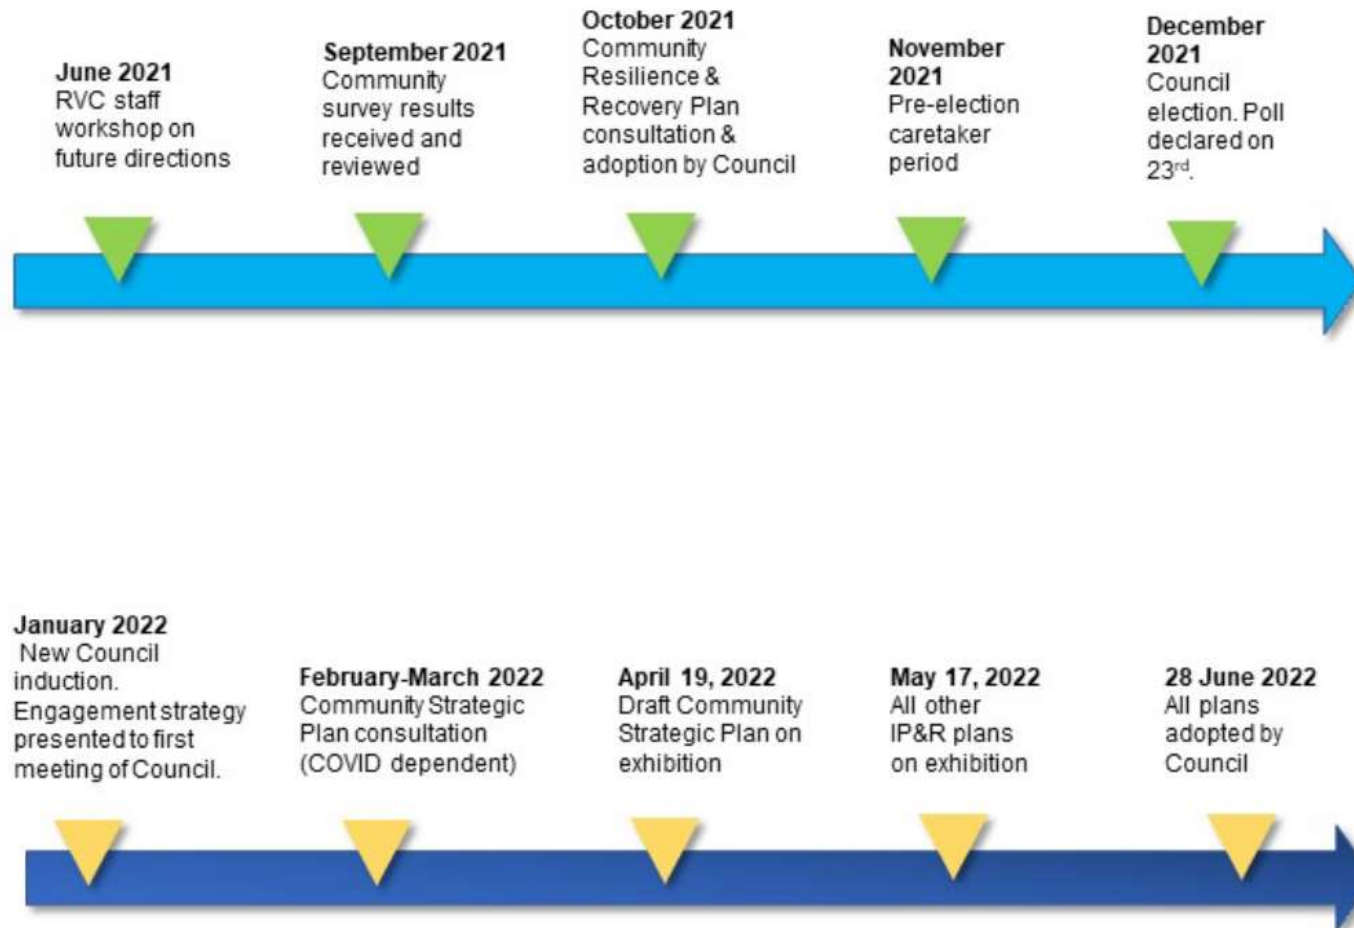 June 2021
RVC staff
workshop on
future directions
September 2021
Community
survey results
received and
reviewed
October 2021
Community
Resilience &
Recovery Plan
consultation &
adoption by Council
November
2021
Pre-election
caretaker
period
December
2021
Council
election. Poll
declared on
23rd.
January 2022
New Council
induction.
Engagement strategy
presented to first
meeting of Council.
February-March 2022
Community Strategic
Plan consultation
(COVID dependent)
April 19, 2022
Draft Community
Strategic Plan on
exhibition
May 17, 2022
All other
IP&R plans
on exhibition
28 June 2022
All plans
adopted by
Council